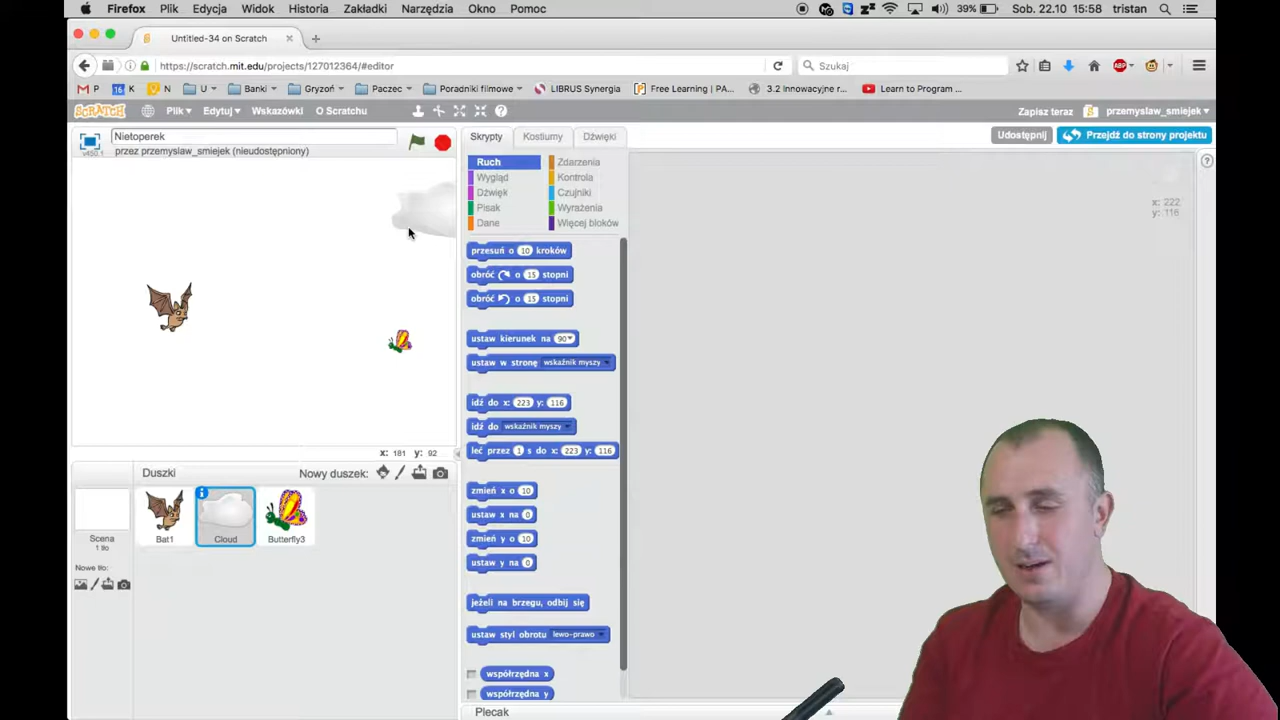 Firefox Plik Edycja Widok Historia Zakładki Narzędzia Okno Pomoc 39% Sob. 22.10 15:58 tristan
Untitled-34 on Scratch
https://scratch.mit.edu/projects/127012364/#editor Szukaj
P 16 K N U Banki Gryzoń Paczec Poradniki filmowe LIBRUS Synergia Free Learning | PA... 3.2 Innowacyjne r... Learn to Program ...
SCRATCH Plik Edytuj Wskazówki O Scratchu Zapisz teraz przemyslaw_smiejek
Nietoperek
przez przemyslaw_smiejek (nieudostępniony)
Skrypty Kostiumy Dźwięki
Udostępnij Przejdź do strony projektu
Ruch Zdarzenia
Wygląd Kontrola
Dźwięk Czujniki
Pisak Wyrażenia
Dane Więcej bloków
x: 222
y: 116
przesuń o 10 kroków
obróć o 15 stopni
obróć o 15 stopni
ustaw kierunek na 90
ustaw w stronę wskaźnik myszy
idź do x: 223 y: 116
idź do wskaźnik myszy
leć przez 1 s do x: 223 y: 116
zmień x o 10
ustaw x na 0
zmień y o 10
ustaw y na 0
jeżeli na brzegu, odbij się
ustaw styl obrotu lewo-prawo
współrzędna x
współrzędna y
x: 181 y: 92
Duszki Nowy duszek:
Scena
1 tło
Nowe tło:
Bat1 Cloud Butterfly3
Plecak